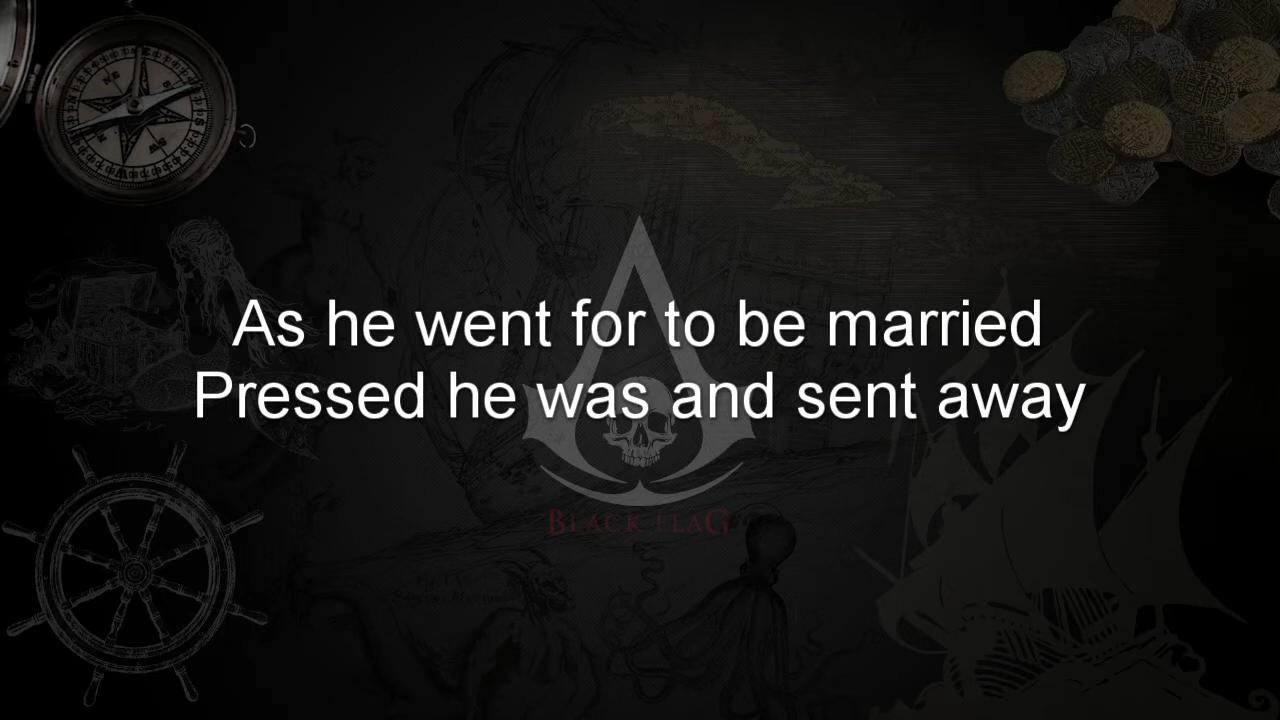 As he went for to be married
Pressed he was and sent away
BLACK FLAG